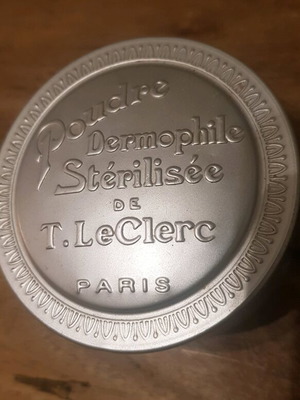 Poudre
Dermophile
Stérilisée
DE
T. LeClerc
PARIS